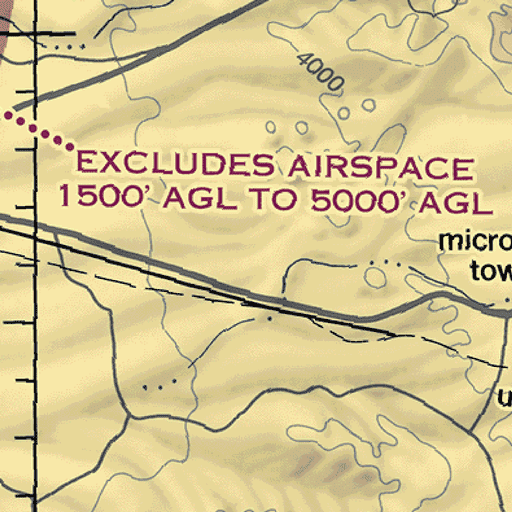 4000
EXCLUDES AIRSPACE
1500' AGL TO 5000' AGL
micro
tow
u